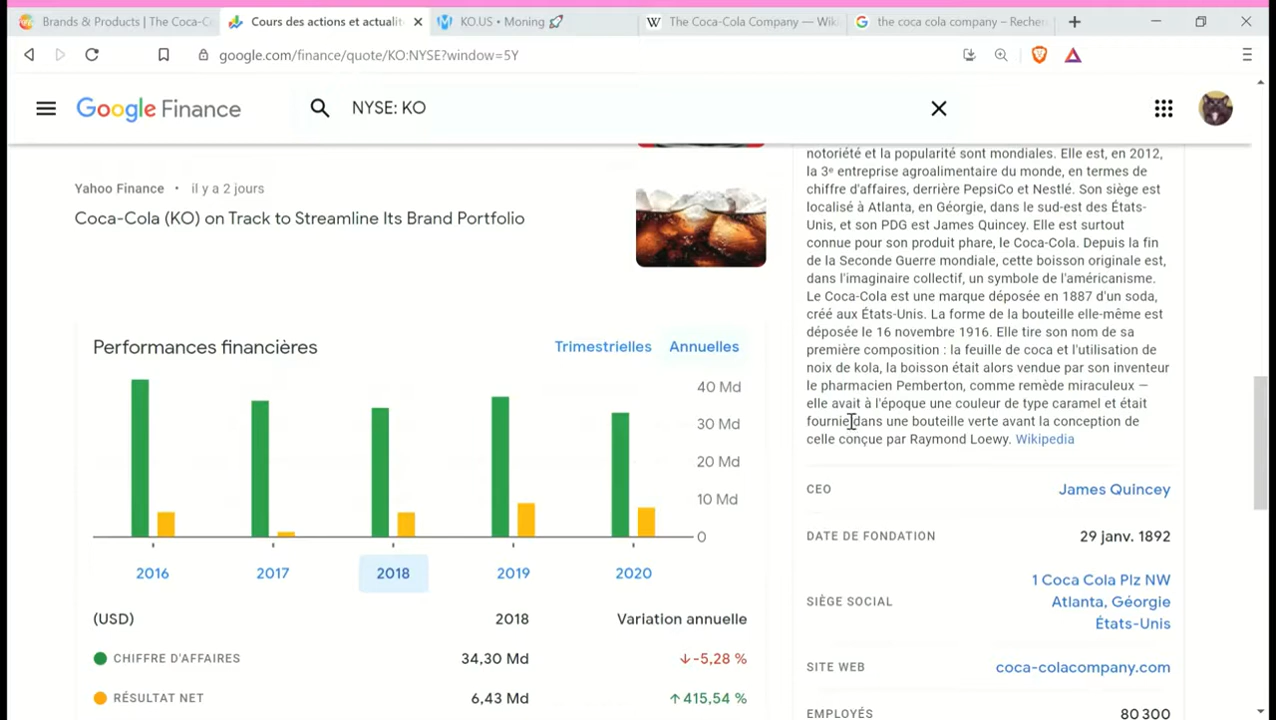 Brands & Products | The Coca-C
Cours des actions et actualit
KO.US • Moning
The Coca-Cola Company — Wik
the coca cola company – Recher
google.com/finance/quote/KO:NYSE?window=5Y
Google Finance
NYSE: KO
Yahoo Finance • il y a 2 jours
Coca-Cola (KO) on Track to Streamline Its Brand Portfolio
Performances financières
Trimestrielles
Annuelles
40 Md
30 Md
20 Md
10 Md
0
2016
2017
2018
2019
2020
(USD)
2018
Variation annuelle
CHIFFRE D'AFFAIRES
34,30 Md
-5,28 %
RÉSULTAT NET
6,43 Md
415,54 %
notoriété et la popularité sont mondiales. Elle est, en 2012,
la 3ᵉ entreprise agroalimentaire du monde, en termes de
chiffre d'affaires, derrière PepsiCo et Nestlé. Son siège est
localisé à Atlanta, en Géorgie, dans le sud-est des États-
Unis, et son PDG est James Quincey. Elle est surtout
connue pour son produit phare, le Coca-Cola. Depuis la fin
de la Seconde Guerre mondiale, cette boisson originale est,
dans l'imaginaire collectif, un symbole de l'américanisme.
Le Coca-Cola est une marque déposée en 1887 d'un soda,
créé aux États-Unis. La forme de la bouteille elle-même est
déposée le 16 novembre 1916. Elle tire son nom de sa
première composition : la feuille de coca et l'utilisation de
noix de kola, la boisson était alors vendue par son inventeur
le pharmacien Pemberton, comme remède miraculeux —
elle avait à l'époque une couleur de type caramel et était
fournie dans une bouteille verte avant la conception de
celle conçue par Raymond Loewy. Wikipedia
CEO
James Quincey
DATE DE FONDATION
29 janv. 1892
SIÈGE SOCIAL
1 Coca Cola Plz NW
Atlanta, Géorgie
États-Unis
SITE WEB
coca-colacompany.com
EMPLOYÉS
80 300